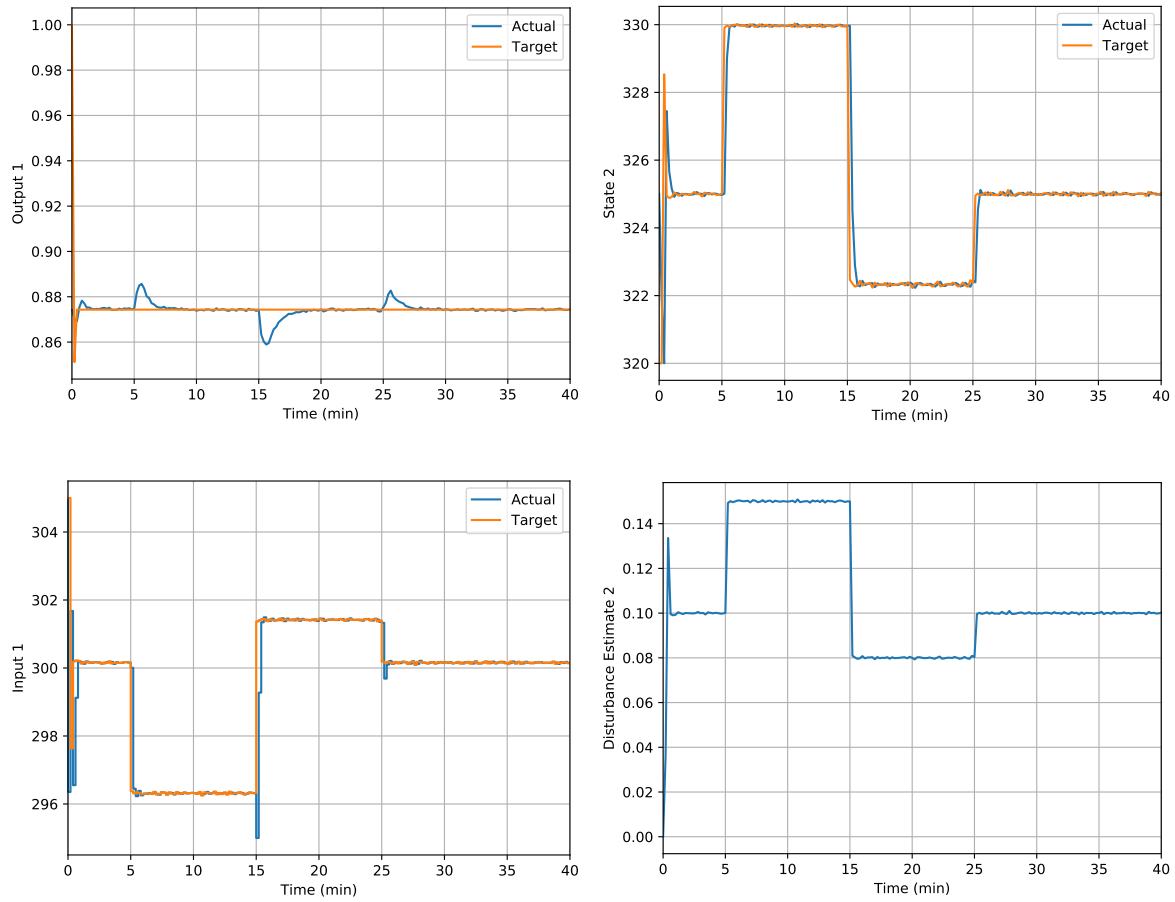 1.00
0.98
0.96
0.94
0.92
0.90
0.88
0.86
Output 1
Actual
Target
0 5 10 15 20 25 30 35 40
Time (min)
330
328
326
324
322
320
State 2
Actual
Target
0 5 10 15 20 25 30 35 40
Time (min)
304
302
300
298
296
Input 1
Actual
Target
0 5 10 15 20 25 30 35 40
Time (min)
0.14
0.12
0.10
0.08
0.06
0.04
0.02
0.00
Disturbance Estimate 2
0 5 10 15 20 25 30 35 40
Time (min)